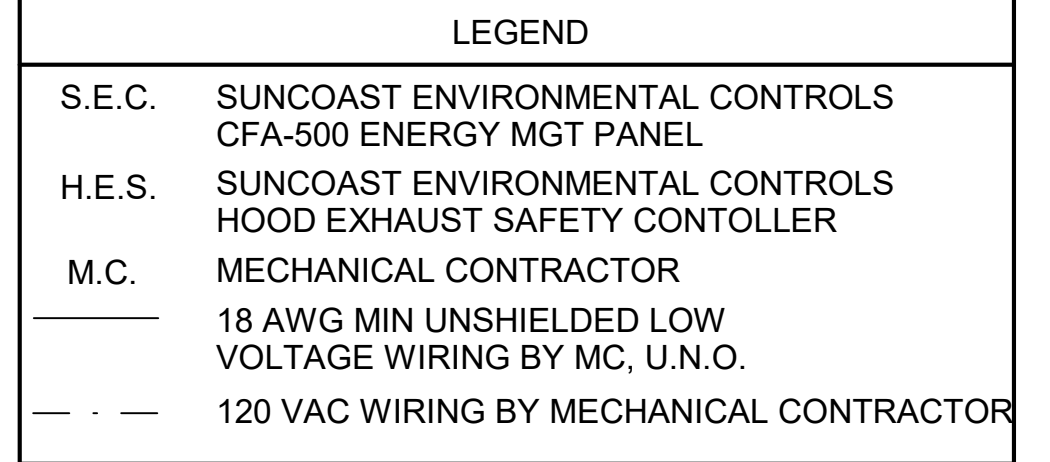 LEGEND
S.E.C. SUNCOAST ENVIRONMENTAL CONTROLS
CFA-500 ENERGY MGT PANEL
H.E.S. SUNCOAST ENVIRONMENTAL CONTROLS
HOOD EXHAUST SAFETY CONTOLLER
M.C. MECHANICAL CONTRACTOR
18 AWG MIN UNSHIELDED LOW
VOLTAGE WIRING BY MC, U.N.O.
120 VAC WIRING BY MECHANICAL CONTRACTOR